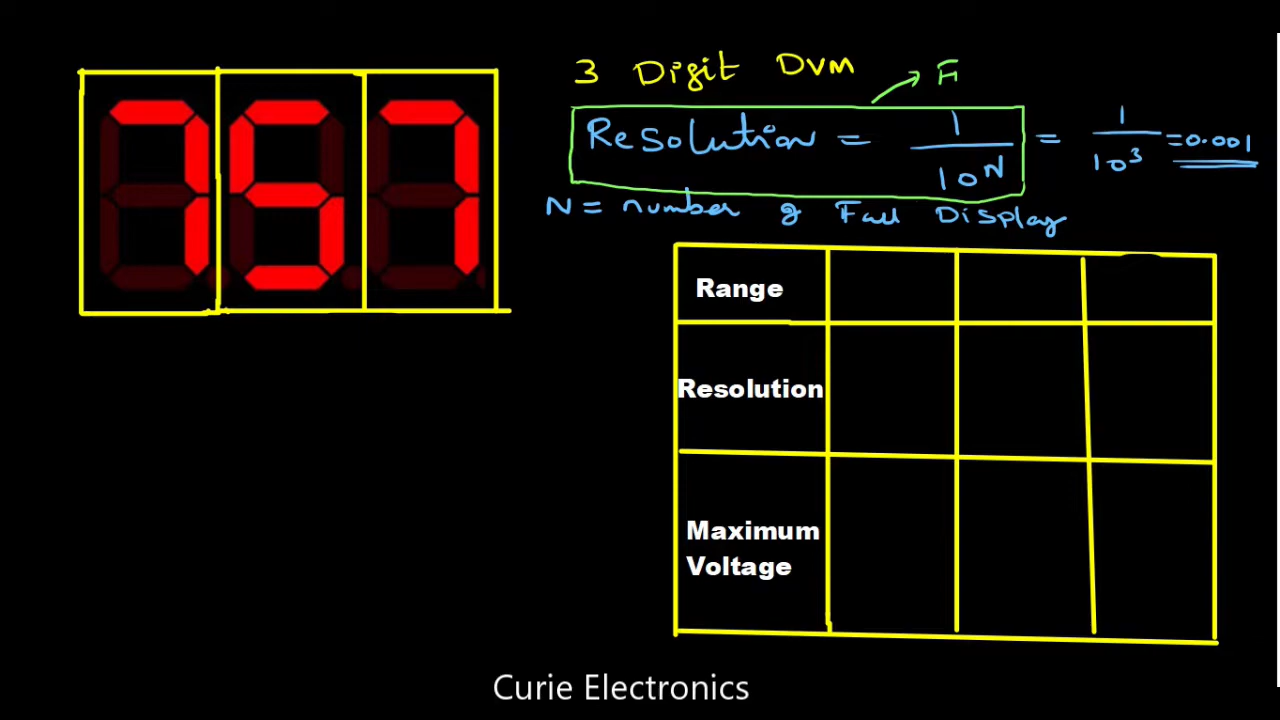 757
3 Digit DVM
F
Resolution = 1 / 10^N = 1 / 10^3 = 0.001
N = number of Full Display
Range
Resolution
Maximum
Voltage
Curie Electronics